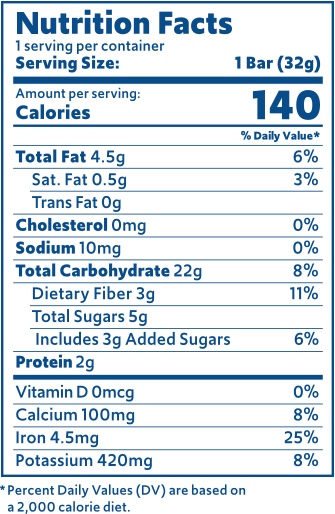 Nutrition Facts
1 serving per container
Serving Size: 1 Bar (32g)
Amount per serving:
Calories 140
% Daily Value*
Total Fat 4.5g 6%
Sat. Fat 0.5g 3%
Trans Fat 0g
Cholesterol 0mg 0%
Sodium 10mg 0%
Total Carbohydrate 22g 8%
Dietary Fiber 3g 11%
Total Sugars 5g
Includes 3g Added Sugars 6%
Protein 2g
Vitamin D 0mcg 0%
Calcium 100mg 8%
Iron 4.5mg 25%
Potassium 420mg 8%
*Percent Daily Values (DV) are based on
a 2,000 calorie diet.